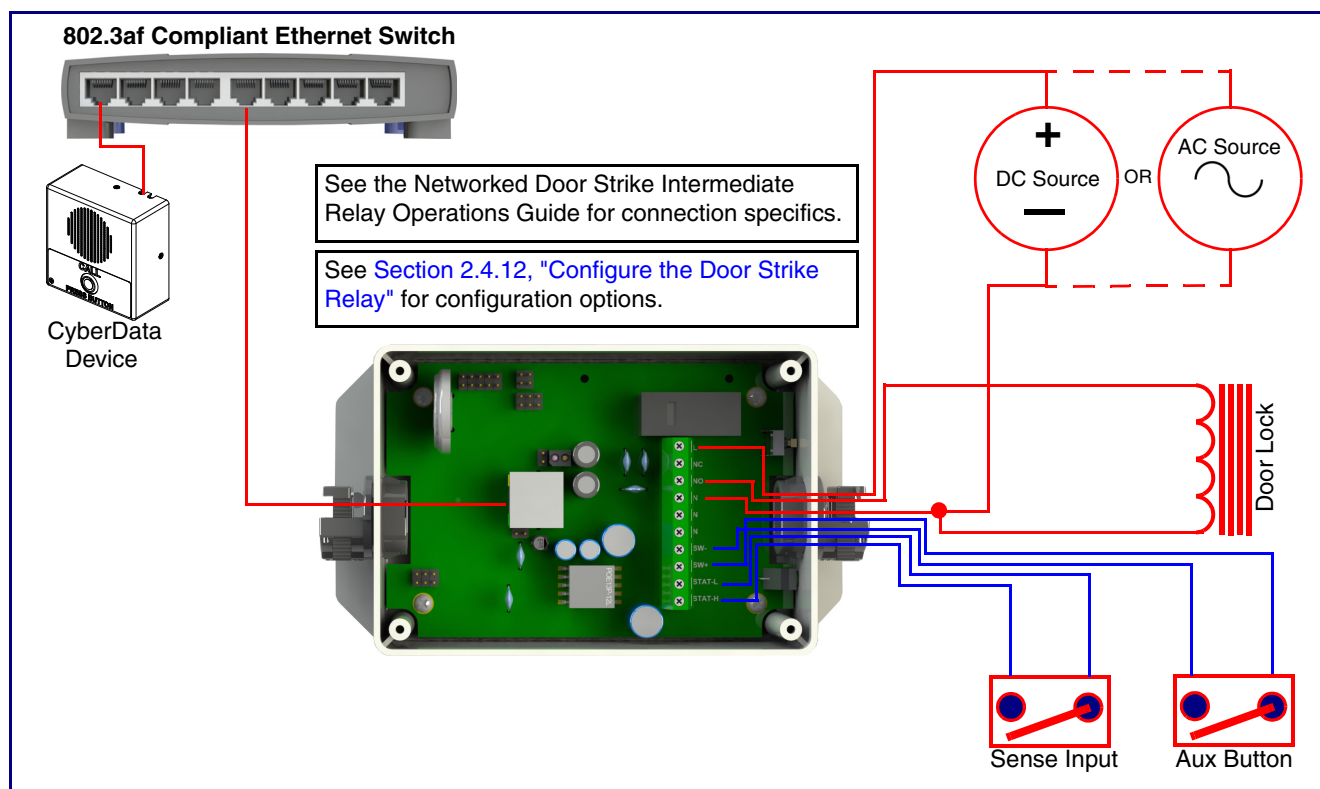 802.3af Compliant Ethernet Switch
CALL
PRESS BUTTON
CyberData
Device
See the Networked Door Strike Intermediate
Relay Operations Guide for connection specifics.
See Section 2.4.12, "Configure the Door Strike
Relay" for configuration options.
+
DC Source
OR
AC Source
Door Lock
L
NC
NO
N
N
N
SW-
SW+
STAT-L
STAT-H
POE13P-12L
Sense Input
Aux Button